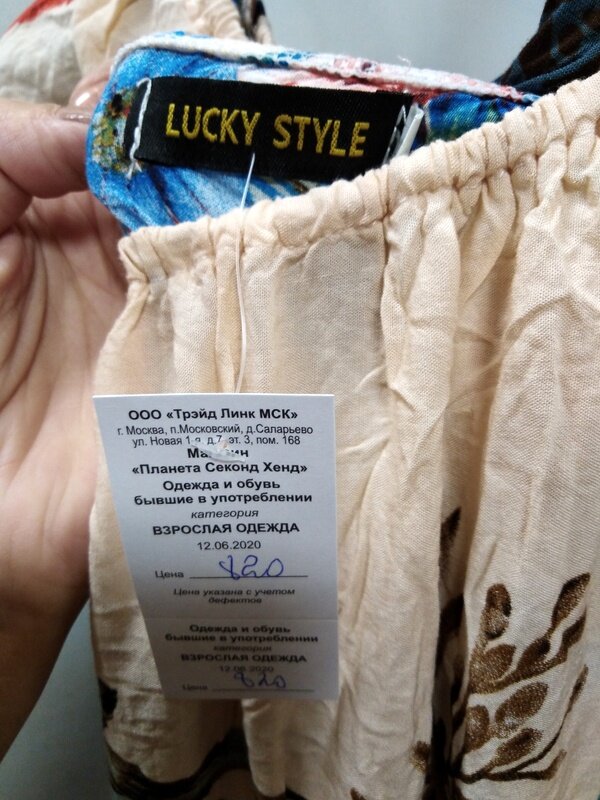 LUCKY STYLE
ООО «Трэйд Линк МСК»
г. Москва, п.Московский, д.Саларьево
ул. Новая 1-я, д.7, эт. 3, пом. 168
«Планета Секонд Хенд»
Одежда и обувь
бывшие в употреблении
категория
ВЗРОСЛАЯ ОДЕЖДА
12.06.2020
Цена 820
Цена указана с учетом
дефектов
Одежда и обувь
бывшие в употреблении
категория
ВЗРОСЛАЯ ОДЕЖДА
12.06.2020
Цена 820